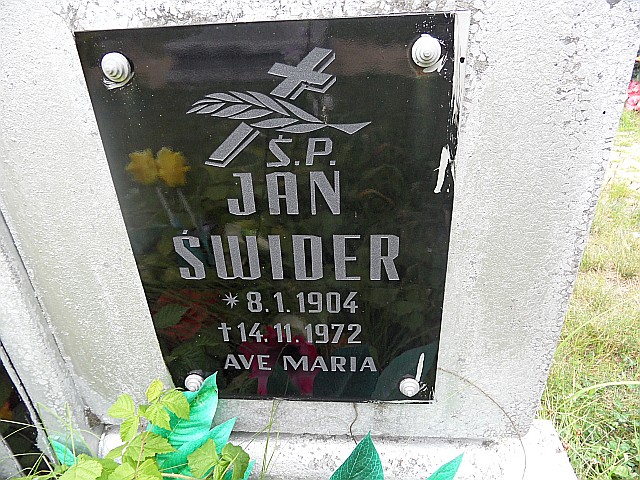 Ś.P.
JAN
ŚWIDER
* 8.1.1904
† 14.11.1972
AVE MARIA